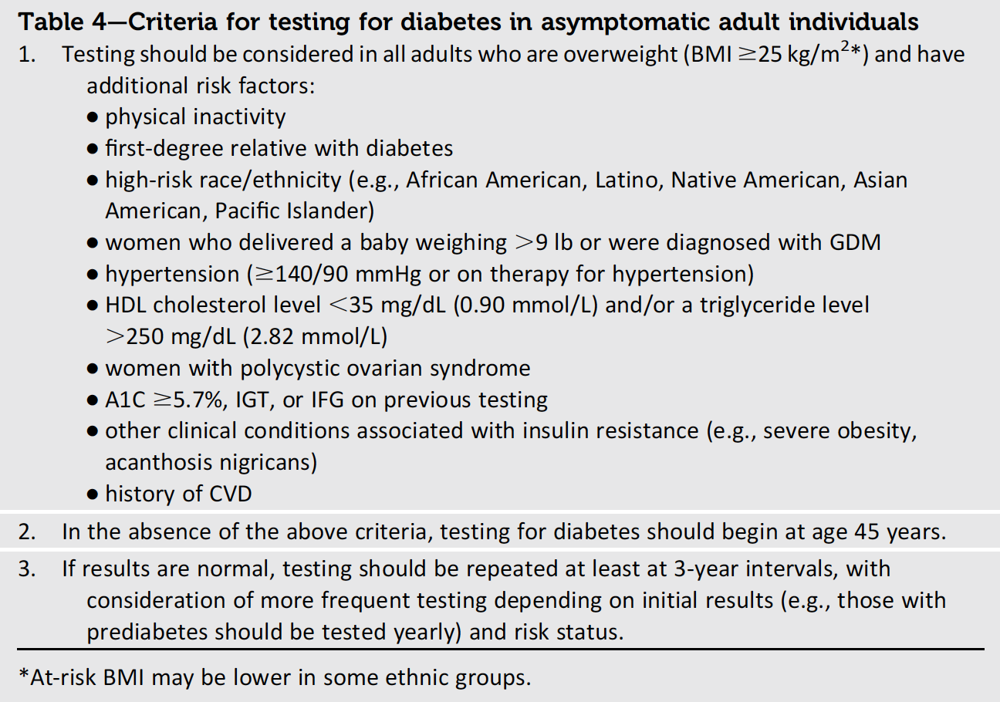 Table 4—Criteria for testing for diabetes in asymptomatic adult individuals
1. Testing should be considered in all adults who are overweight (BMI ≥25 kg/m²*) and have
additional risk factors:
● physical inactivity
● first-degree relative with diabetes
● high-risk race/ethnicity (e.g., African American, Latino, Native American, Asian
American, Pacific Islander)
● women who delivered a baby weighing >9 lb or were diagnosed with GDM
● hypertension (≥140/90 mmHg or on therapy for hypertension)
● HDL cholesterol level <35 mg/dL (0.90 mmol/L) and/or a triglyceride level
>250 mg/dL (2.82 mmol/L)
● women with polycystic ovarian syndrome
● A1C ≥5.7%, IGT, or IFG on previous testing
● other clinical conditions associated with insulin resistance (e.g., severe obesity,
acanthosis nigricans)
● history of CVD
2. In the absence of the above criteria, testing for diabetes should begin at age 45 years.
3. If results are normal, testing should be repeated at least at 3-year intervals, with
consideration of more frequent testing depending on initial results (e.g., those with
prediabetes should be tested yearly) and risk status.
*At-risk BMI may be lower in some ethnic groups.